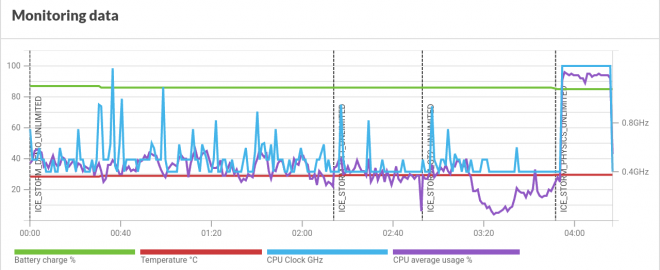 Monitoring data
100
80
60
40
20
0.8GHz
0.4GHz
ICE_STORM_DEMO_UNLIMITED
ICE_STORM_PHYSICS_UNLIMITED
00:00
00:40
01:20
02:00
02:40
03:20
04:00
Battery charge %
Temperature °C
CPU Clock GHz
CPU average usage %